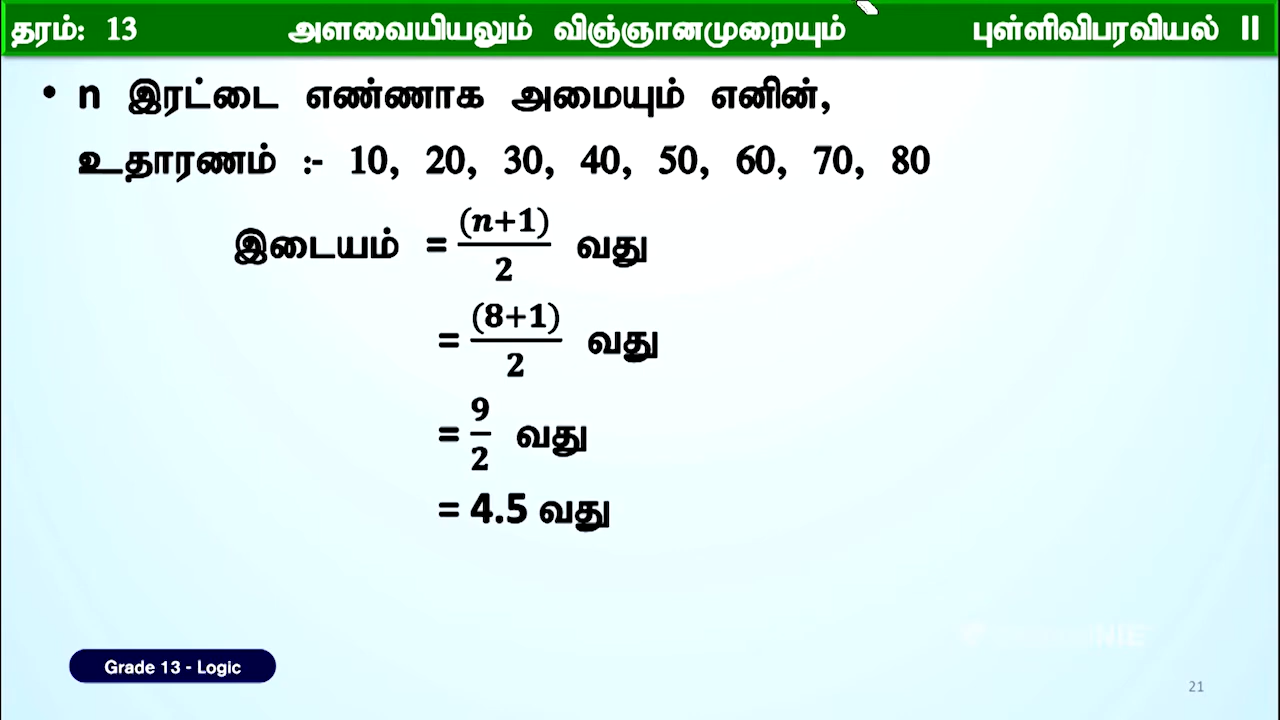 தரம்: 13 அளவையியலும் விஞ்ஞானமுறையும் புள்ளிவிபரவியல் II
• n இரட்டை எண்ணாக அமையும் எனின்,
உதாரணம் :- 10, 20, 30, 40, 50, 60, 70, 80
இடையம் = (n+1)/2 வது
= (8+1)/2 வது
= 9/2 வது
= 4.5 வது
Grade 13 - Logic
21